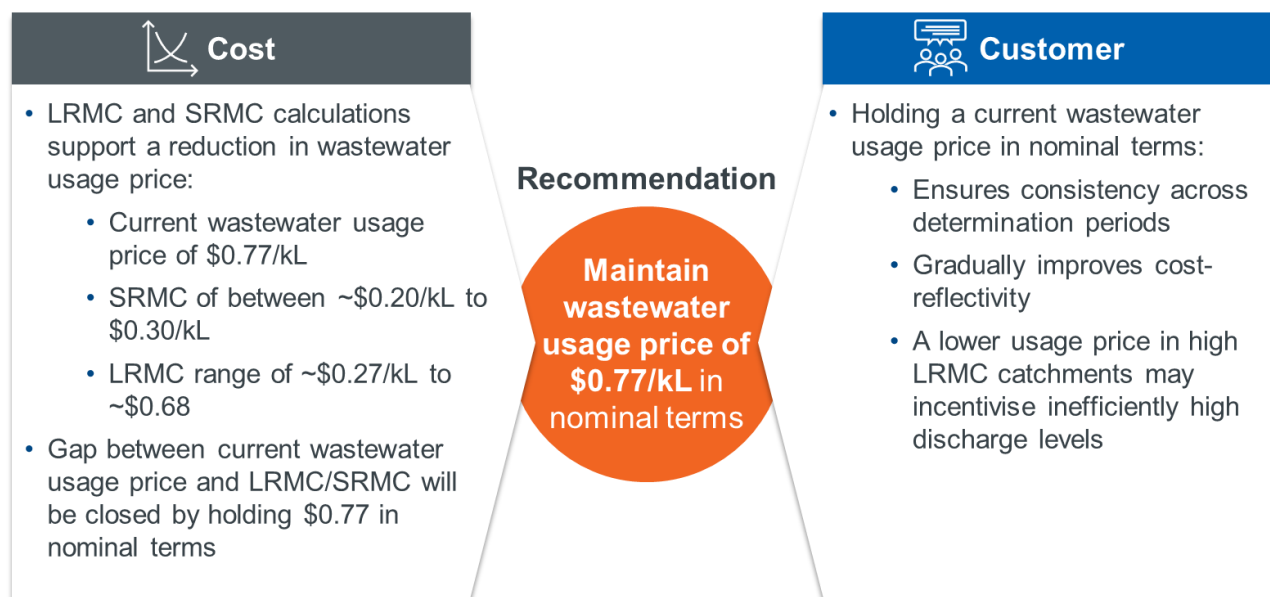 Cost
• LRMC and SRMC calculations
support a reduction in wastewater
usage price:
• Current wastewater usage
price of $0.77/kL
• SRMC of between ~$0.20/kL to
$0.30/kL
• LRMC range of ~$0.27/kL to
~$0.68
• Gap between current wastewater
usage price and LRMC/SRMC will
be closed by holding $0.77 in
nominal terms
Recommendation
Maintain
wastewater
usage price of
$0.77/kL in
nominal terms
Customer
• Holding a current wastewater
usage price in nominal terms:
• Ensures consistency across
determination periods
• Gradually improves cost-
reflectivity
• A lower usage price in high
LRMC catchments may
incentivise inefficiently high
discharge levels